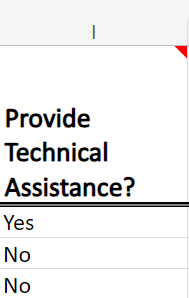 I
Provide
Technical
Assistance?
Yes
No
No